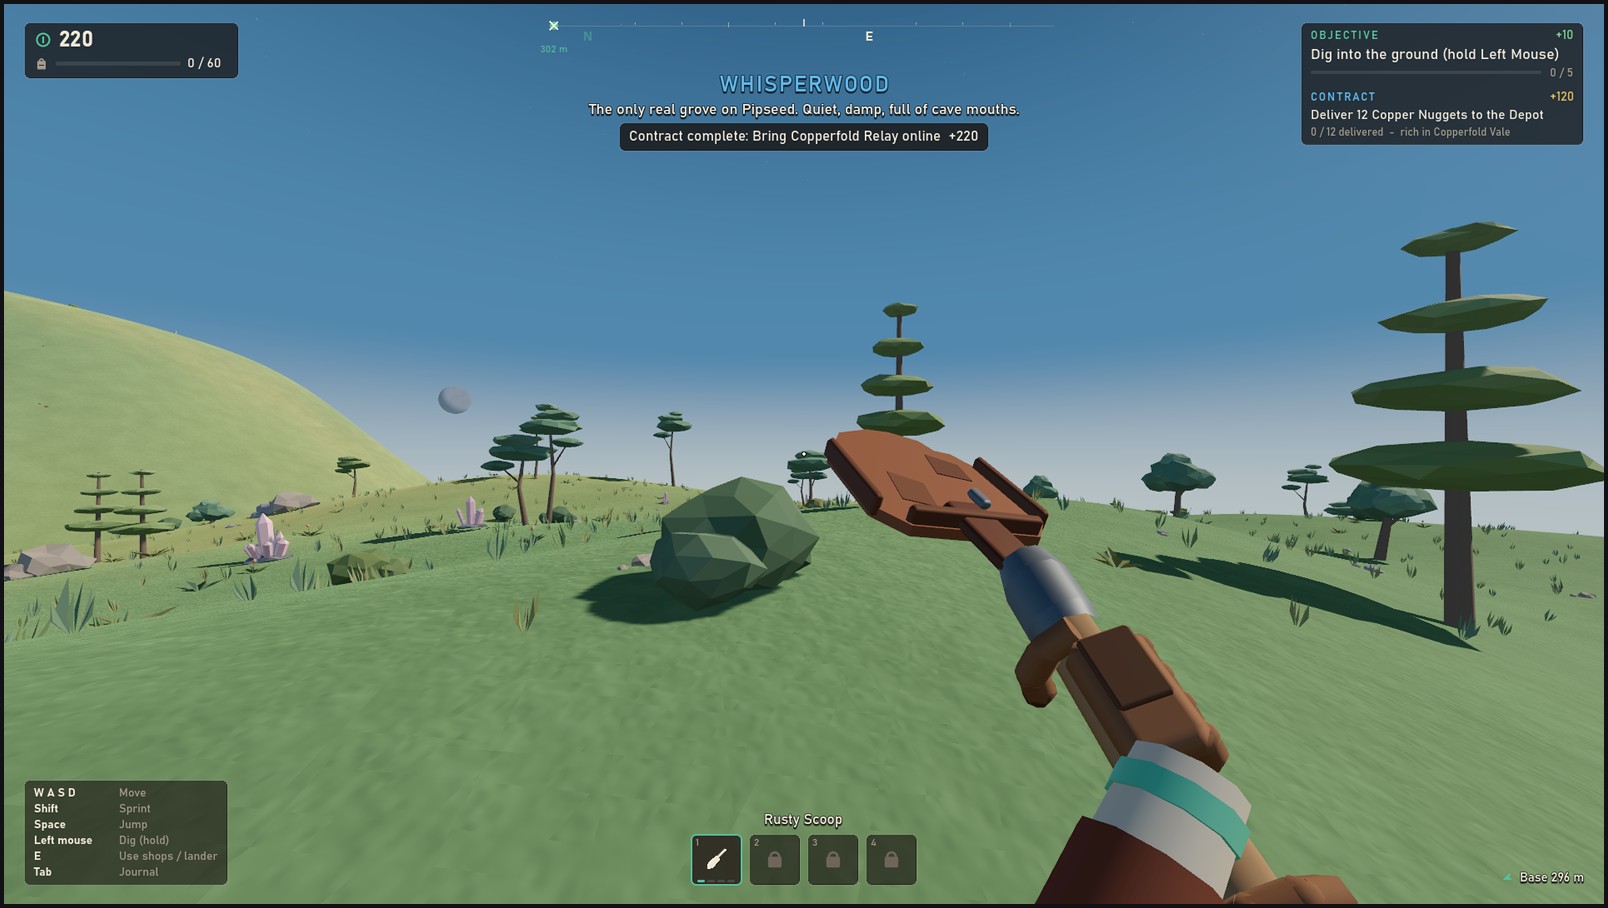 220
0 / 60
N
E
302 m
WHISPERWOOD
The only real grove on Pipseed. Quiet, damp, full of cave mouths.
Contract complete: Bring Copperfold Relay online +220
OBJECTIVE +10
Dig into the ground (hold Left Mouse)
0 / 5
CONTRACT +120
Deliver 12 Copper Nuggets to the Depot
0 / 12 delivered - rich in Copperfold Vale
W A S D Move
Shift Sprint
Space Jump
Left mouse Dig (hold)
E Use shops / lander
Tab Journal
Rusty Scoop
1 2 3 4
Base 296 m